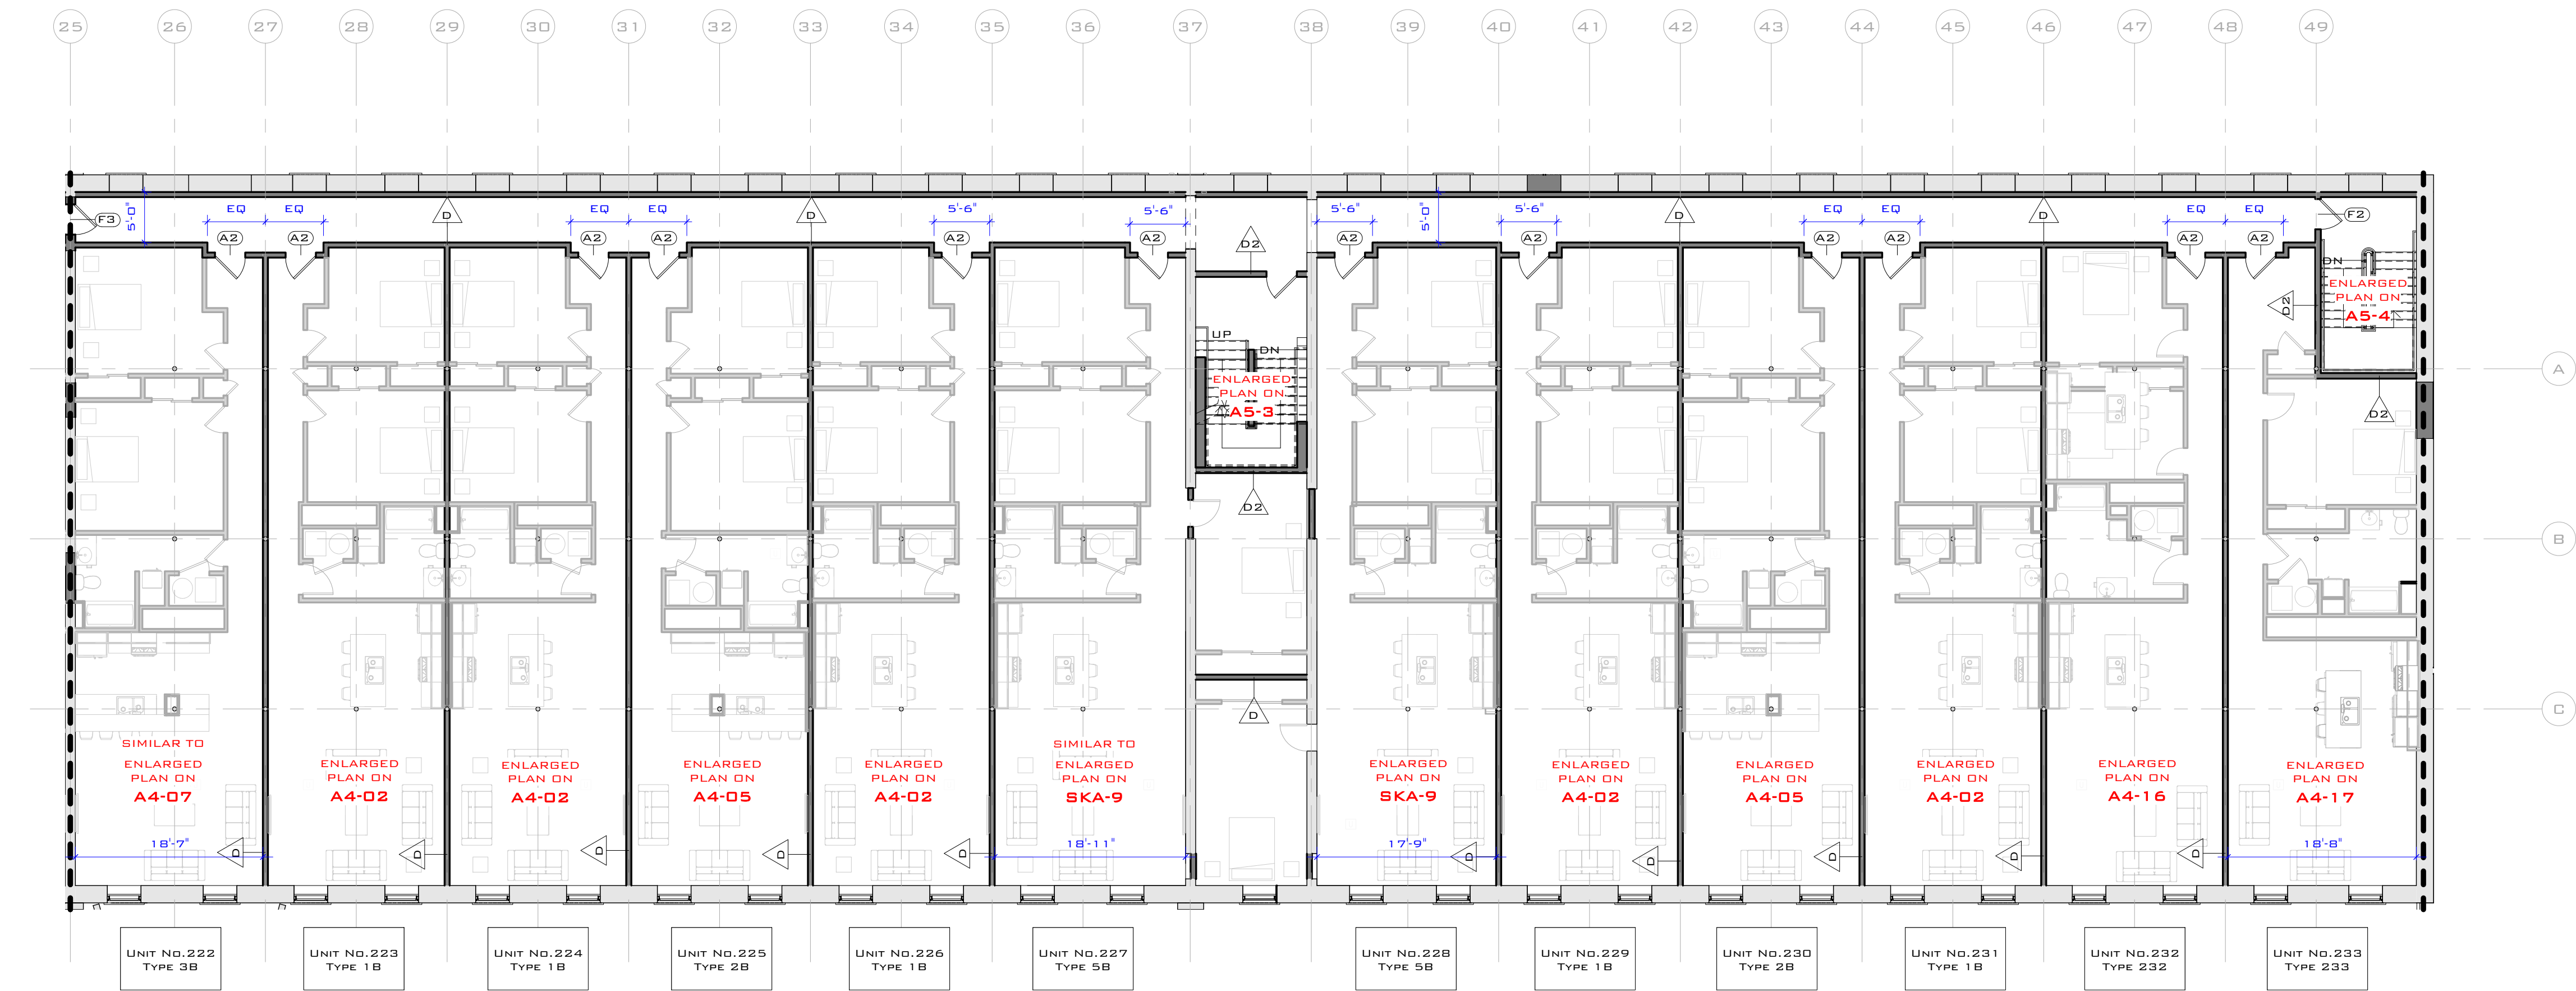 25 26 27 28 29 30 31 32 33 34 35 36 37 38 39 40 41 42 43 44 45 46 47 48 49
EQ EQ EQ EQ 5'-6" 5'-6" 5'-6" 5'-6" EQ EQ EQ EQ
F3 5'-0" D D 5'-0" D D F2
A2 A2 A2 A2 A2 A2 D2 A2 A2 A2 A2 A2 A2
DN
ENLARGED
PLAN ON
A5-4
D2
UP
DN
ENLARGED
PLAN ON
A5-3
A
D2
D2
B
C
D
SIMILAR TO
ENLARGED
PLAN ON
A4-07
ENLARGED
PLAN ON
A4-02
ENLARGED
PLAN ON
A4-02
ENLARGED
PLAN ON
A4-05
ENLARGED
PLAN ON
A4-02
SIMILAR TO
ENLARGED
PLAN ON
SKA-9
ENLARGED
PLAN ON
SKA-9
ENLARGED
PLAN ON
A4-02
ENLARGED
PLAN ON
A4-05
ENLARGED
PLAN ON
A4-02
ENLARGED
PLAN ON
A4-16
ENLARGED
PLAN ON
A4-17
18'-7" 18'-11" 17'-9" 18'-8"
D D D D D D D D D D
Unit No.222
Type 3B
Unit No.223
Type 1B
Unit No.224
Type 1B
Unit No.225
Type 2B
Unit No.226
Type 1B
Unit No.227
Type 5B
Unit No.228
Type 5B
Unit No.229
Type 1B
Unit No.230
Type 2B
Unit No.231
Type 1B
Unit No.232
Type 232
Unit No.233
Type 233